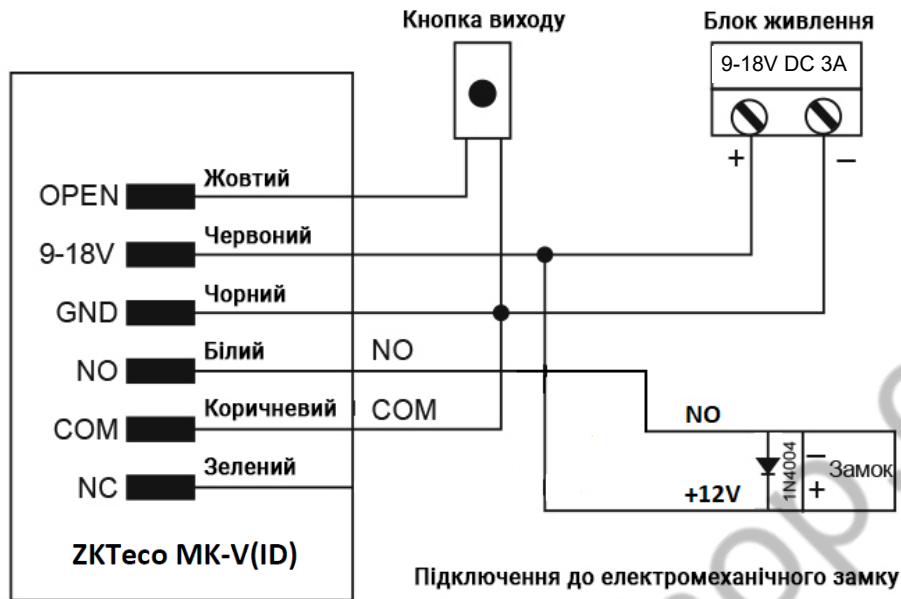 Кнопка виходу
Блок живлення
9-18V DC 3A
+
−
OPEN
Жовтий
9-18V
Червоний
GND
Чорний
NO
Білий
NO
COM
Коричневий
COM
NC
Зелений
NO
+12V
1N4004
−
+
Замок
ZKTeco MK-V(ID)
Підключення до електромеханічного замку